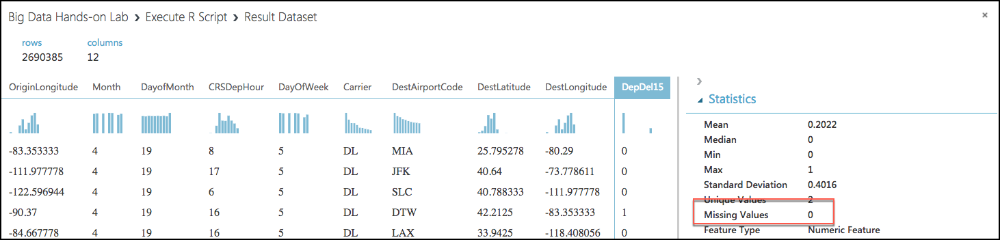 Big Data Hands-on Lab › Execute R Script › Result Dataset ×
rows columns
2690385 12
OriginLongitude Month DayofMonth CRSDepHour DayOfWeek Carrier DestAirportCode DestLatitude DestLongitude DepDel15
-83.353333 4 19 8 5 DL MIA 25.795278 -80.29 0
-111.977778 4 19 17 5 DL JFK 40.64 -73.778611 0
-122.596944 4 19 6 5 DL SLC 40.788333 -111.977778 0
-90.37 4 19 16 5 DL DTW 42.2125 -83.353333 1
-84.667778 4 19 16 5 DL LAX 33.9425 -118.408056 0
Statistics
Mean 0.2022
Median 0
Min 0
Max 1
Standard Deviation 0.4016
Unique Values 2
Missing Values 0
Feature Type Numeric Feature